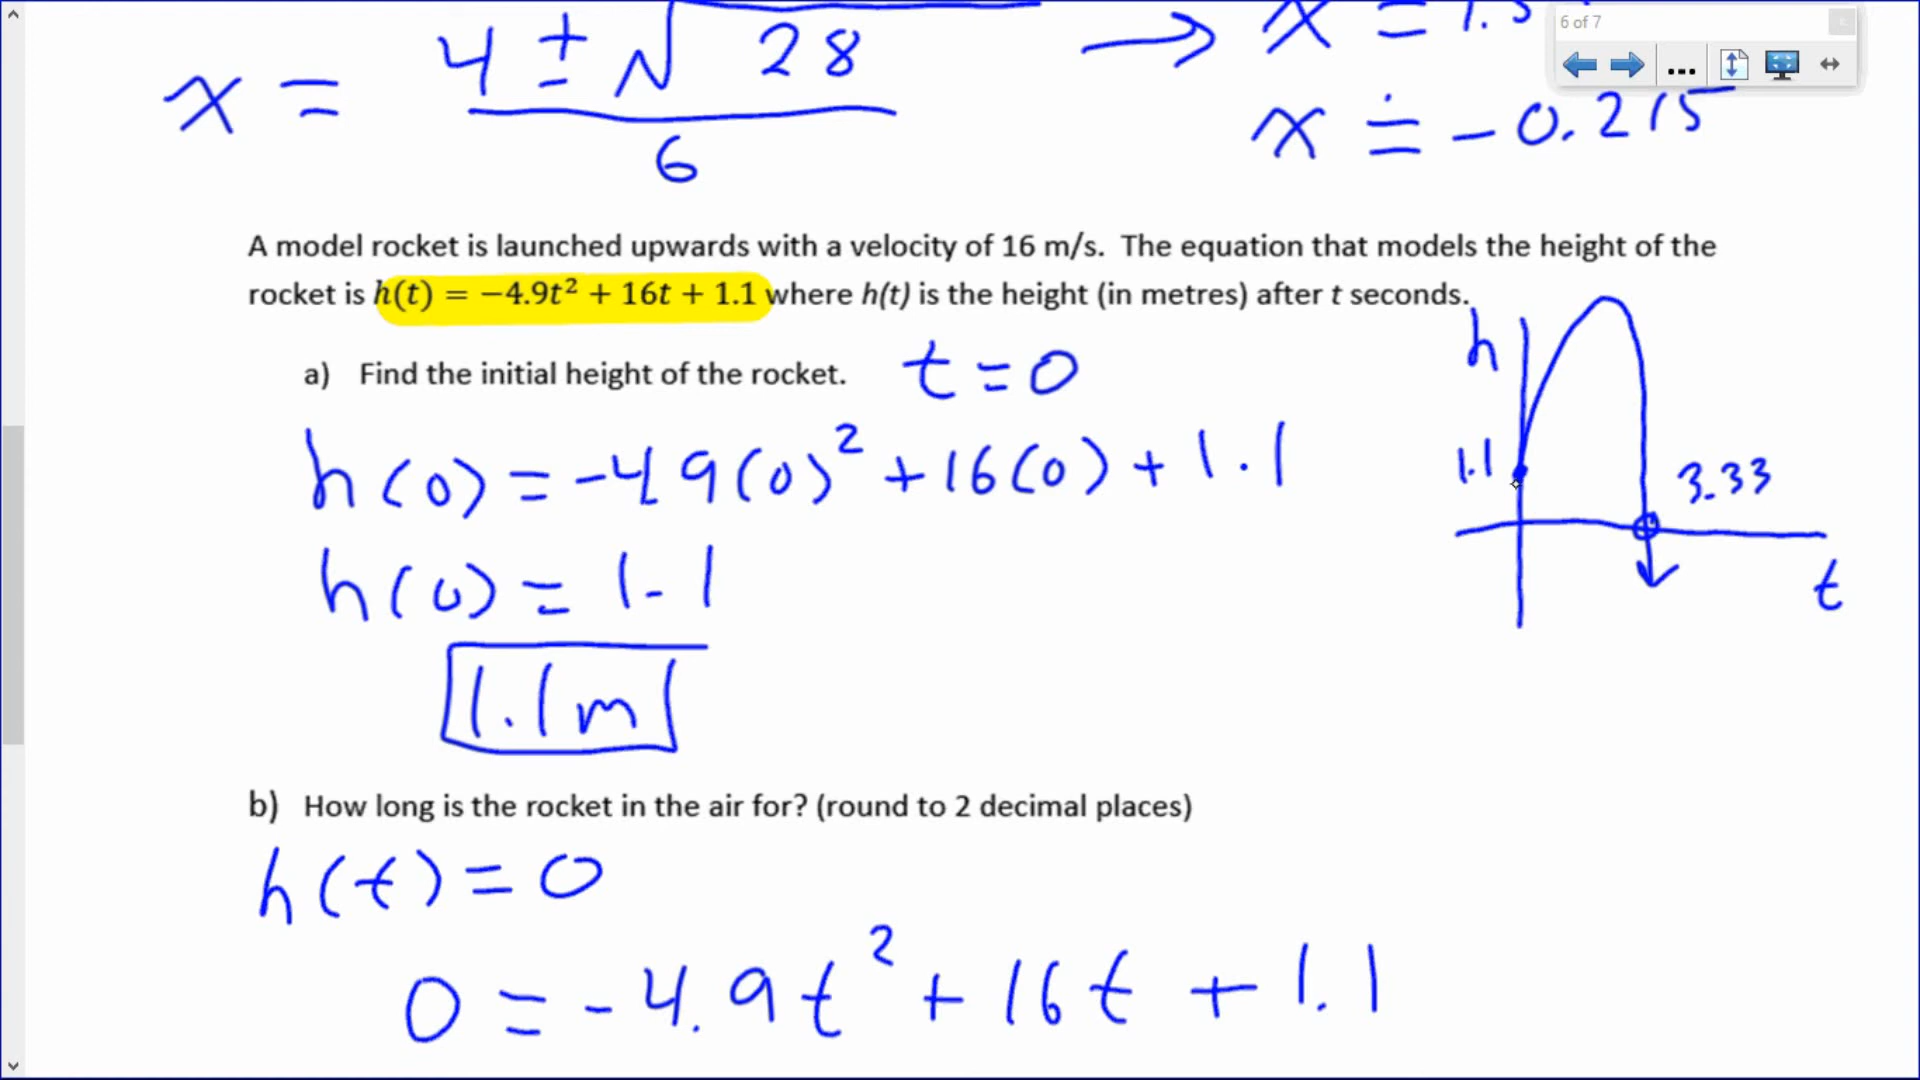 x = 4 ± √28 / 6
→ x = 1.5
6 of 7
x ≐ -0.215
A model rocket is launched upwards with a velocity of 16 m/s. The equation that models the height of the
rocket is h(t) = −4.9t² + 16t + 1.1 where h(t) is the height (in metres) after t seconds.
a) Find the initial height of the rocket. t = 0
h(0) = -49(0)² + 16(0) + 1.1
h(0) = 1.1
1.1m
h
1.1
3.33
t
b) How long is the rocket in the air for? (round to 2 decimal places)
h(t) = 0
0 = -4.9t² + 16t + 1.1